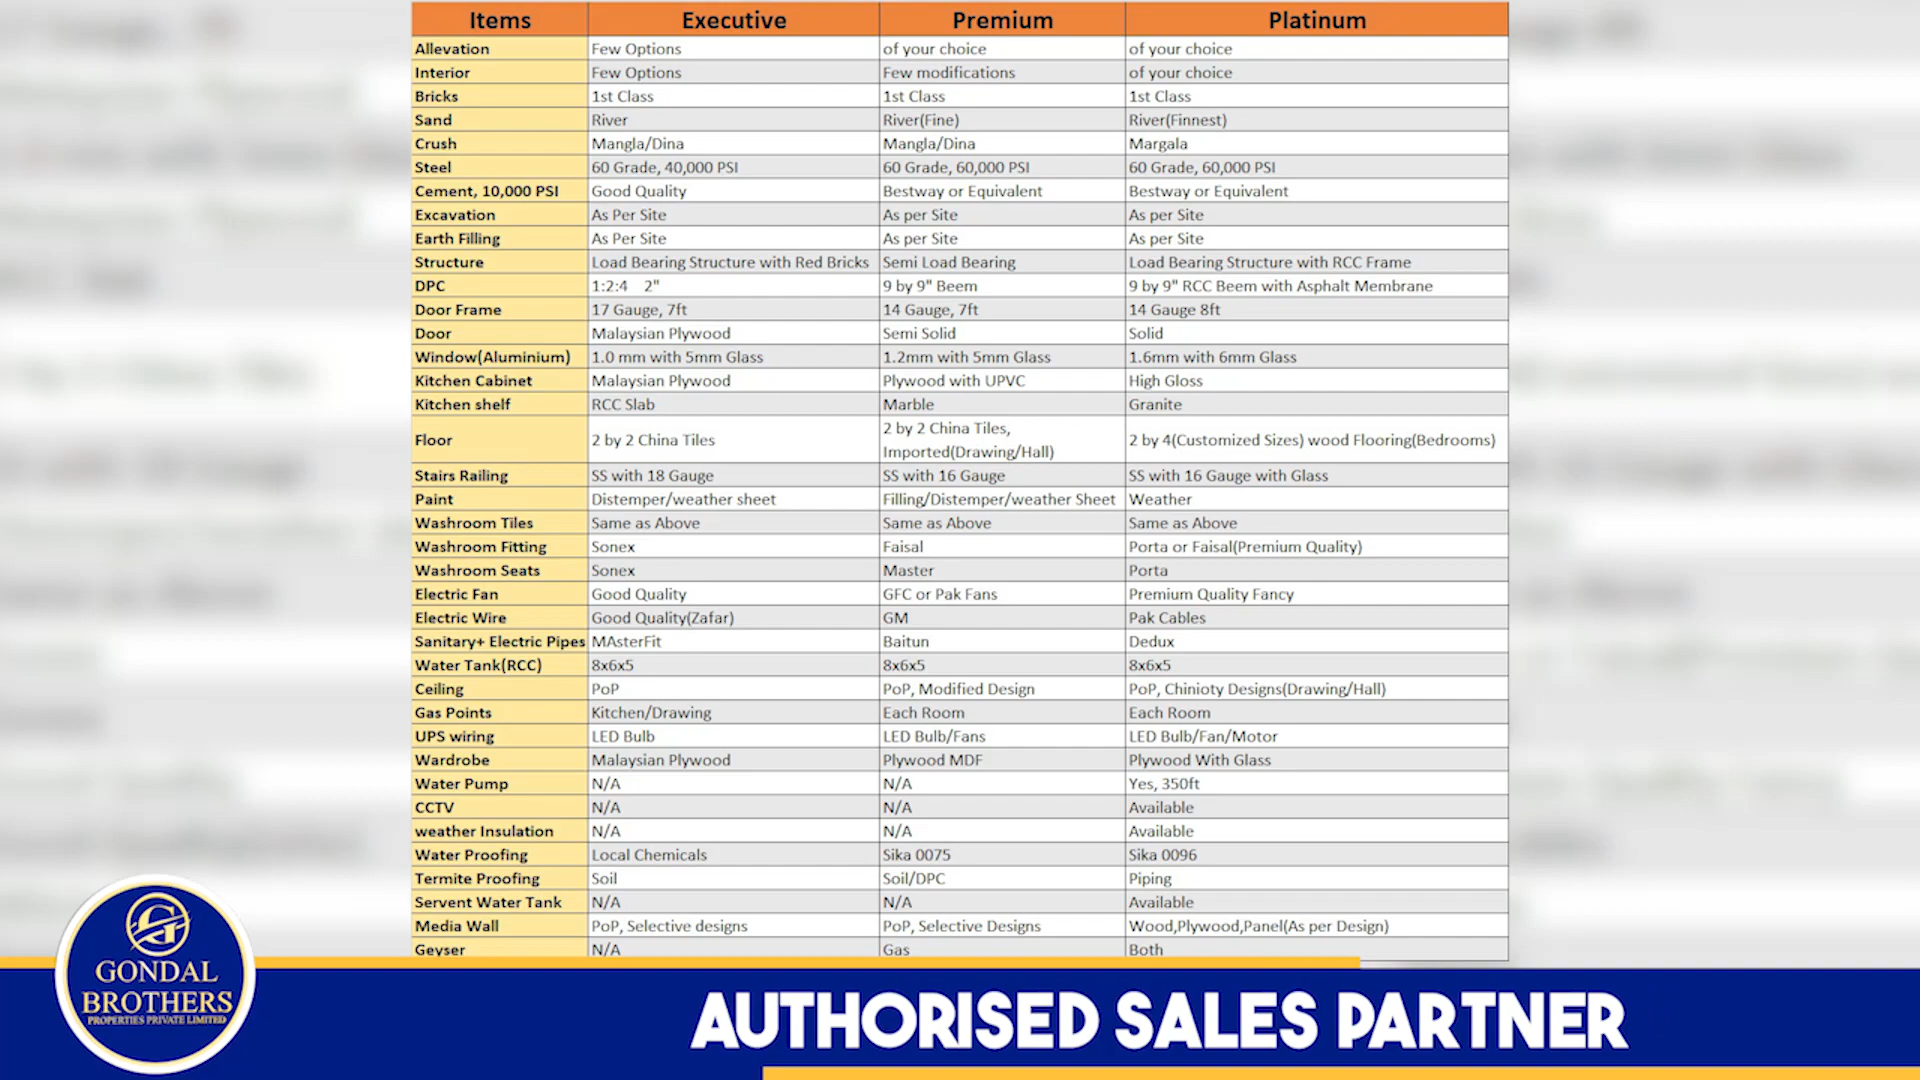 Items Executive Premium Platinum
Allevation Few Options of your choice of your choice
Interior Few Options Few modifications of your choice
Bricks 1st Class 1st Class 1st Class
Sand River River(Fine) River(Finnest)
Crush Mangla/Dina Mangla/Dina Margala
Steel 60 Grade, 40,000 PSI 60 Grade, 60,000 PSI 60 Grade, 60,000 PSI
Cement, 10,000 PSI Good Quality Bestway or Equivalent Bestway or Equivalent
Excavation As Per Site As per Site As per Site
Earth Filling As Per Site As per Site As per Site
Structure Load Bearing Structure with Red Bricks Semi Load Bearing Load Bearing Structure with RCC Frame
DPC 1:2:4 2" 9 by 9" Beem 9 by 9" RCC Beem with Asphalt Membrane
Door Frame 17 Gauge, 7ft 14 Gauge, 7ft 14 Gauge 8ft
Door Malaysian Plywood Semi Solid Solid
Window(Aluminium) 1.0 mm with 5mm Glass 1.2mm with 5mm Glass 1.6mm with 6mm Glass
Kitchen Cabinet Malaysian Plywood Plywood with UPVC High Gloss
Kitchen shelf RCC Slab Marble Granite
Floor 2 by 2 China Tiles 2 by 2 China Tiles, Imported(Drawing/Hall) 2 by 4(Customized Sizes) wood Flooring(Bedrooms)
Stairs Railing SS with 18 Gauge SS with 16 Gauge SS with 16 Gauge with Glass
Paint Distemper/weather sheet Filling/Distemper/weather Sheet Weather
Washroom Tiles Same as Above Same as Above Same as Above
Washroom Fitting Sonex Faisal Porta or Faisal(Premium Quality)
Washroom Seats Sonex Master Porta
Electric Fan Good Quality GFC or Pak Fans Premium Quality Fancy
Electric Wire Good Quality(Zafar) GM Pak Cables
Sanitary+ Electric Pipes MAsterFit Baitun Dedux
Water Tank(RCC) 8x6x5 8x6x5 8x6x5
Ceiling PoP PoP, Modified Design PoP, Chinioty Designs(Drawing/Hall)
Gas Points Kitchen/Drawing Each Room Each Room
UPS wiring LED Bulb LED Bulb/Fans LED Bulb/Fan/Motor
Wardrobe Malaysian Plywood Plywood MDF Plywood With Glass
Water Pump N/A N/A Yes, 350ft
CCTV N/A N/A Available
weather Insulation N/A N/A Available
Water Proofing Local Chemicals Sika 0075 Sika 0096
Termite Proofing Soil Soil/DPC Piping
Servent Water Tank N/A N/A Available
Media Wall PoP, Selective designs PoP, Selective Designs Wood,Plywood,Panel(As per Design)
Geyser N/A Gas Both
GONDAL
BROTHERS
PROPERTIES PRIVATE LIMITED
AUTHORISED SALES PARTNER